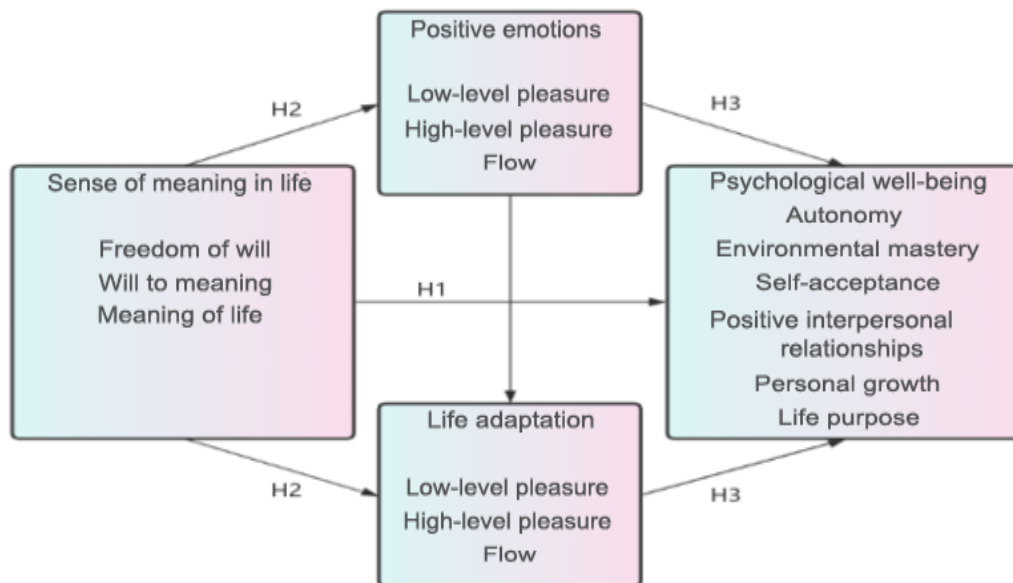 Positive emotions
Low-level pleasure
High-level pleasure
Flow
H2
H3
Sense of meaning in life
Freedom of will
Will to meaning
Meaning of life
H1
Psychological well-being
Autonomy
Environmental mastery
Self-acceptance
Positive interpersonal
relationships
Personal growth
Life purpose
Life adaptation
Low-level pleasure
High-level pleasure
Flow
H2
H3